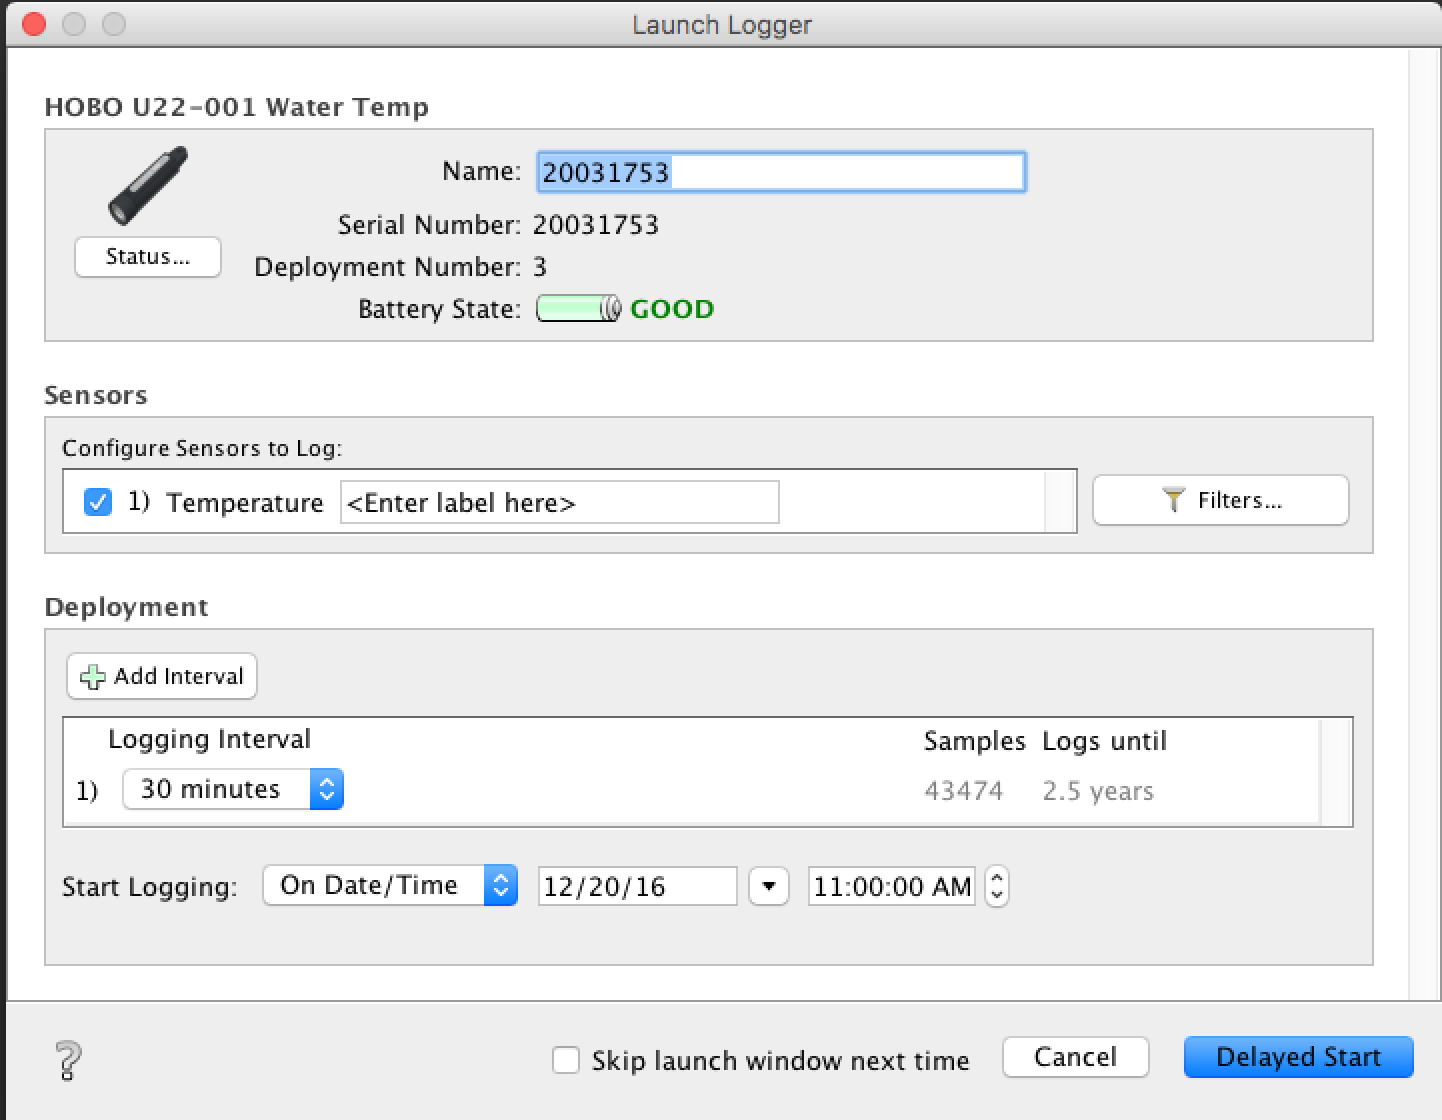 Launch Logger
HOBO U22-001 Water Temp
Name: 20031753
Serial Number: 20031753
Status...
Deployment Number: 3
Battery State: GOOD
Sensors
Configure Sensors to Log:
1) Temperature <Enter label here>
Filters...
Deployment
Add Interval
Logging Interval Samples Logs until
1) 30 minutes 43474 2.5 years
Start Logging: On Date/Time 12/20/16 11:00:00 AM
? Skip launch window next time Cancel Delayed Start